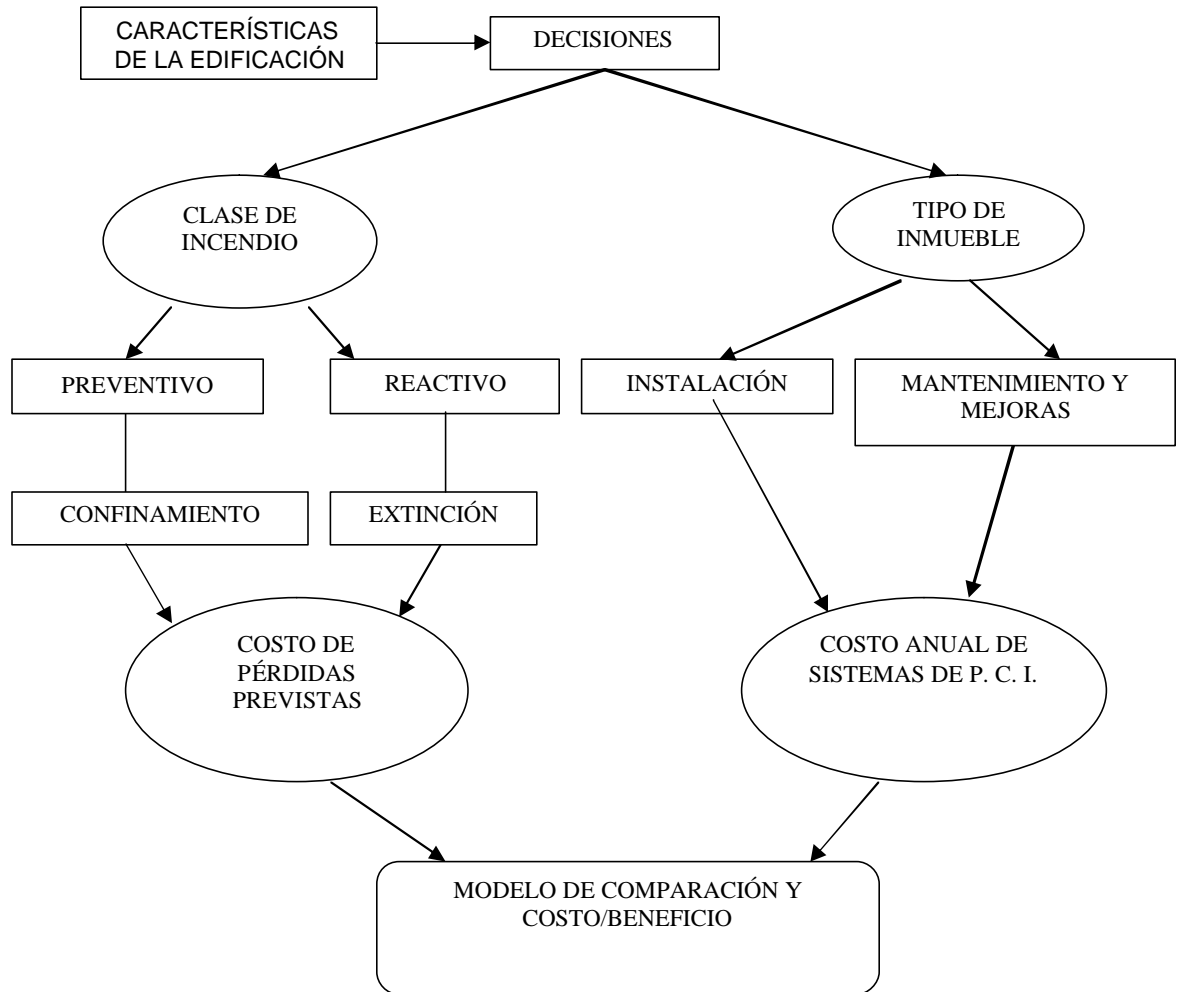 CARACTERÍSTICAS
DE LA EDIFICACIÓN
DECISIONES
CLASE DE
INCENDIO
TIPO DE
INMUEBLE
PREVENTIVO
REACTIVO
INSTALACIÓN
MANTENIMIENTO Y
MEJORAS
CONFINAMIENTO
EXTINCIÓN
COSTO DE
PÉRDIDAS
PREVISTAS
COSTO ANUAL DE
SISTEMAS DE P. C. I.
MODELO DE COMPARACIÓN Y
COSTO/BENEFICIO